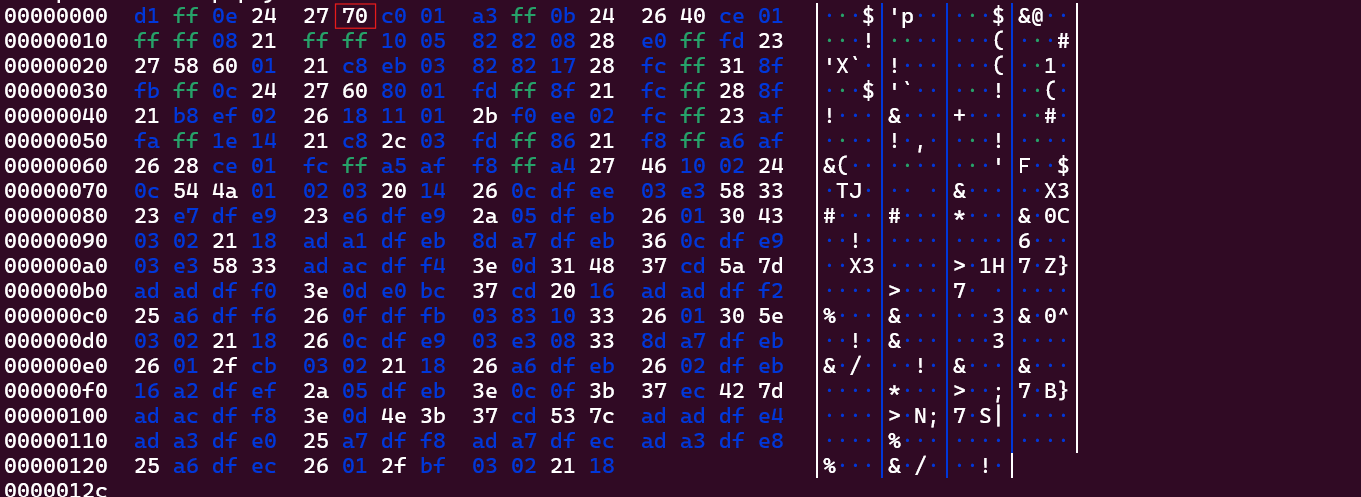 00000000 d1 ff 0e 24 27 70 c0 01 a3 ff 0b 24 26 40 ce 01 │···$│'p··│···$│&@··│
00000010 ff ff 08 21 ff ff 10 05 82 82 08 28 e0 ff fd 23 │···!│····│···(│···#│
00000020 27 58 60 01 21 c8 eb 03 82 82 17 28 fc ff 31 8f │'X`·│!···│···(│··1·│
00000030 fb ff 0c 24 27 60 80 01 fd ff 8f 21 fc ff 28 8f │···$│'`··│···!│··(·│
00000040 21 b8 ef 02 26 18 11 01 2b f0 ee 02 fc ff 23 af │!···│&···│+···│··#·│
00000050 fa ff 1e 14 21 c8 2c 03 fd ff 86 21 f8 ff a6 af │····│!·,·│···!│····│
00000060 26 28 ce 01 fc ff a5 af f8 ff a4 27 46 10 02 24 │&(··│····│···'│F··$│
00000070 0c 54 4a 01 02 03 20 14 26 0c df ee 03 e3 58 33 │·TJ·│·· ·│&···│··X3│
00000080 23 e7 df e9 23 e6 df e9 2a 05 df eb 26 01 30 43 │#···│#···│*···│&·0C│
00000090 03 02 21 18 ad a1 df eb 8d a7 df eb 36 0c df e9 │··!·│····│····│6···│
000000a0 03 e3 58 33 ad ac df f4 3e 0d 31 48 37 cd 5a 7d │··X3│····│>·1H│7·Z}│
000000b0 ad ad df f0 3e 0d e0 bc 37 cd 20 16 ad ad df f2 │····│>···│7· ·│····│
000000c0 25 a6 df f6 26 0f df fb 03 83 10 33 26 01 30 5e │%···│&···│···3│&·0^│
000000d0 03 02 21 18 26 0c df e9 03 e3 08 33 8d a7 df eb │··!·│&···│···3│····│
000000e0 26 01 2f cb 03 02 21 18 26 a6 df eb 26 02 df eb │&·/·│··!·│&···│&···│
000000f0 16 a2 df ef 2a 05 df eb 3e 0c 0f 3b 37 ec 42 7d │····│*···│>··;│7·B}│
00000100 ad ac df f8 3e 0d 4e 3b 37 cd 53 7c ad ad df e4 │····│>·N;│7·S|│····│
00000110 ad a3 df e0 25 a7 df f8 ad a7 df ec ad a3 df e8 │····│%···│····│····│
00000120 25 a6 df ec 26 01 2f bf 03 02 21 18 │%···│&·/·│··!·│
0000012c